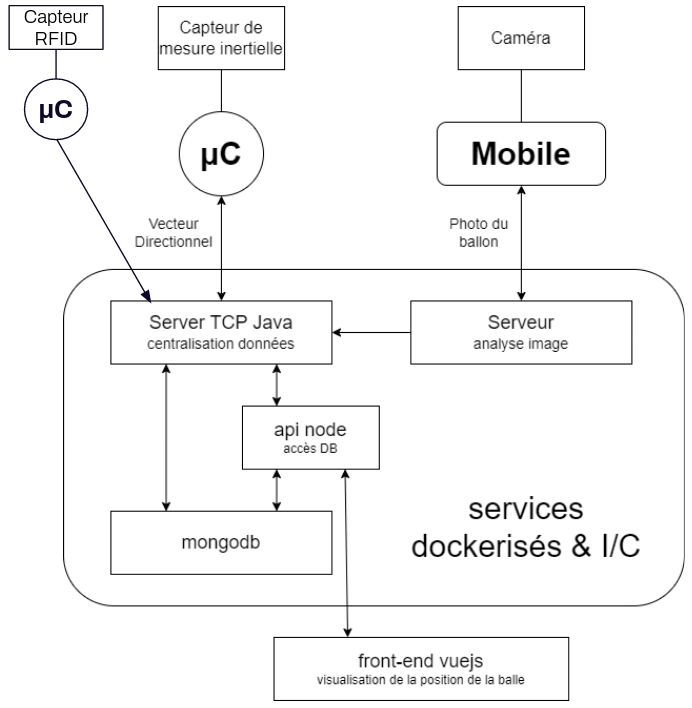 Capteur
RFID
Capteur de
mesure inertielle
Caméra
µC
µC
Mobile
Vecteur
Directionnel
Photo du
ballon
Server TCP Java
centralisation données
Serveur
analyse image
api node
accès DB
mongodb
services
dockerisés & I/C
front-end vuejs
visualisation de la position de la balle